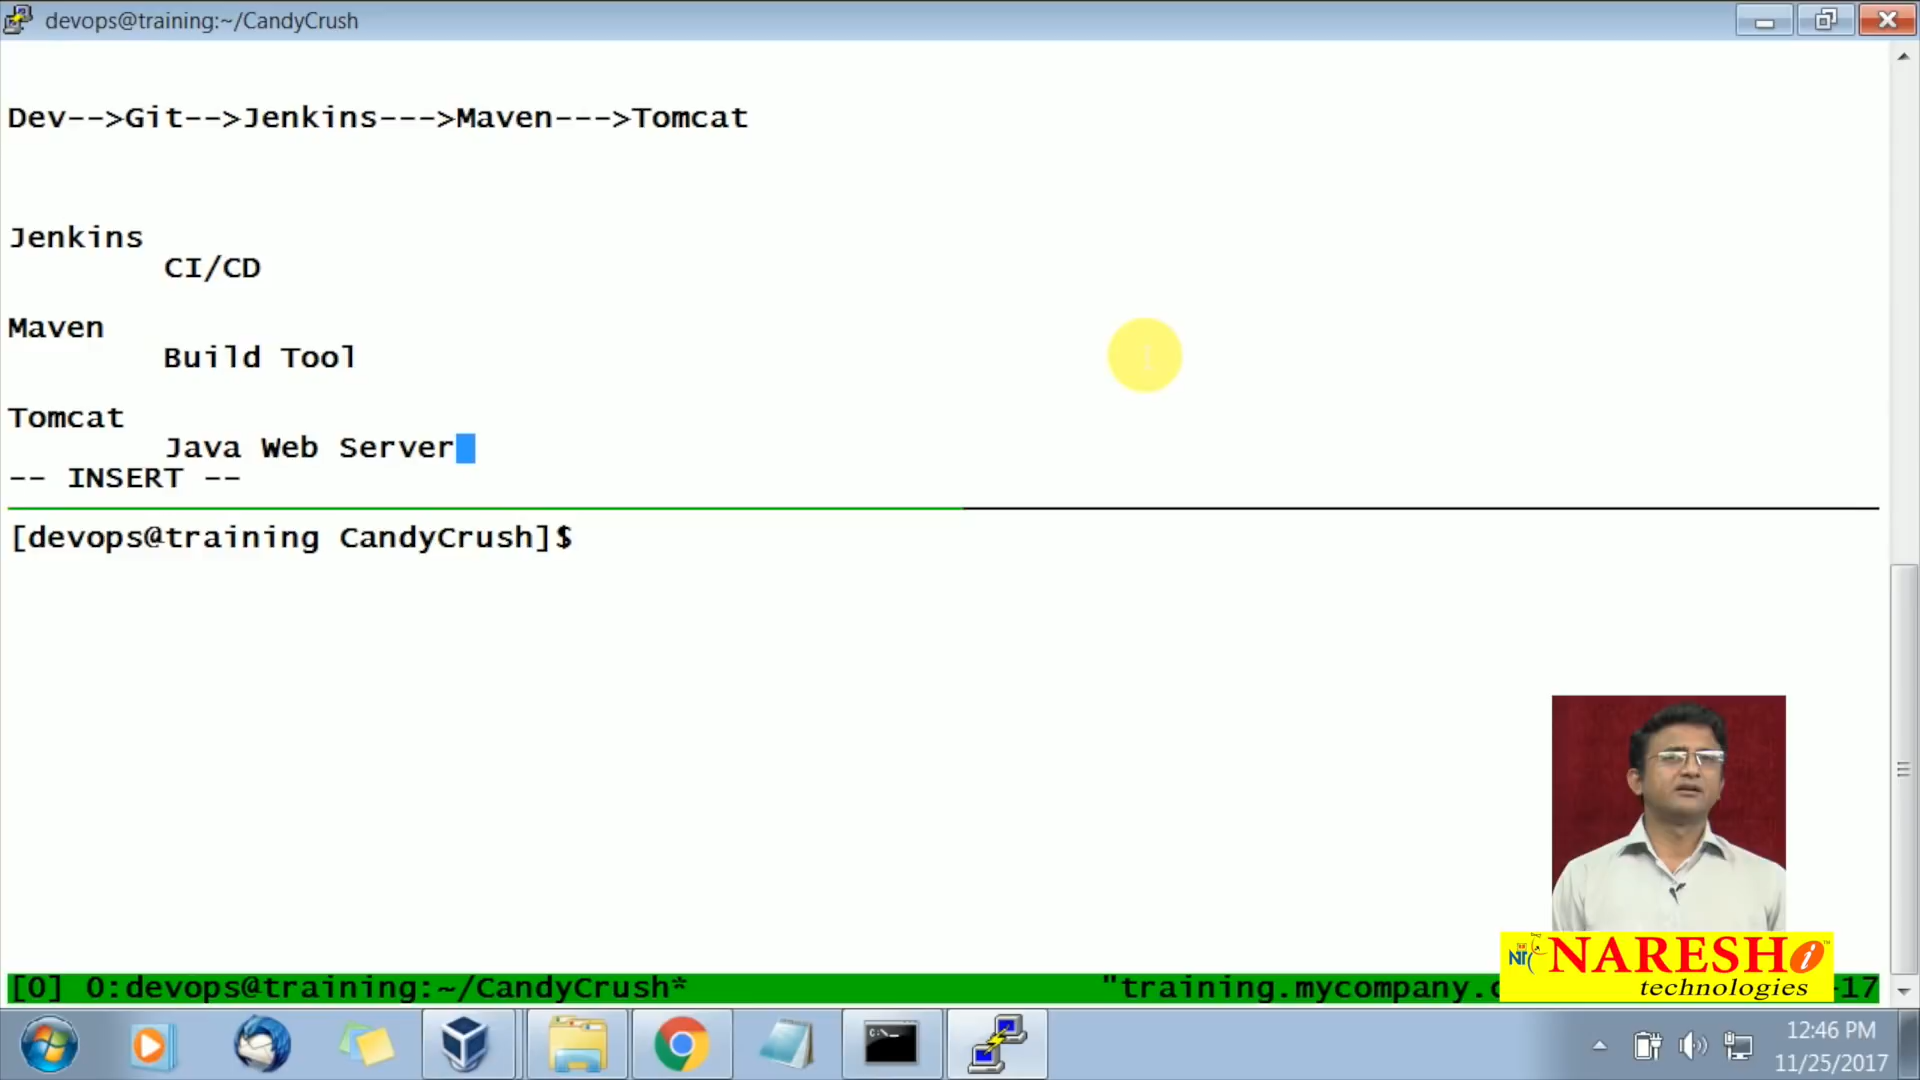 devops@training:~/CandyCrush
Dev-->Git-->Jenkins--->Maven--->Tomcat
Jenkins
CI/CD
Maven
Build Tool
Tomcat
Java Web Server
-- INSERT --
[devops@training CandyCrush]$
[0] 0:devops@training:~/CandyCrush*
"training.mycompany.
-17
NARESH i
technologies
12:46 PM
11/25/2017